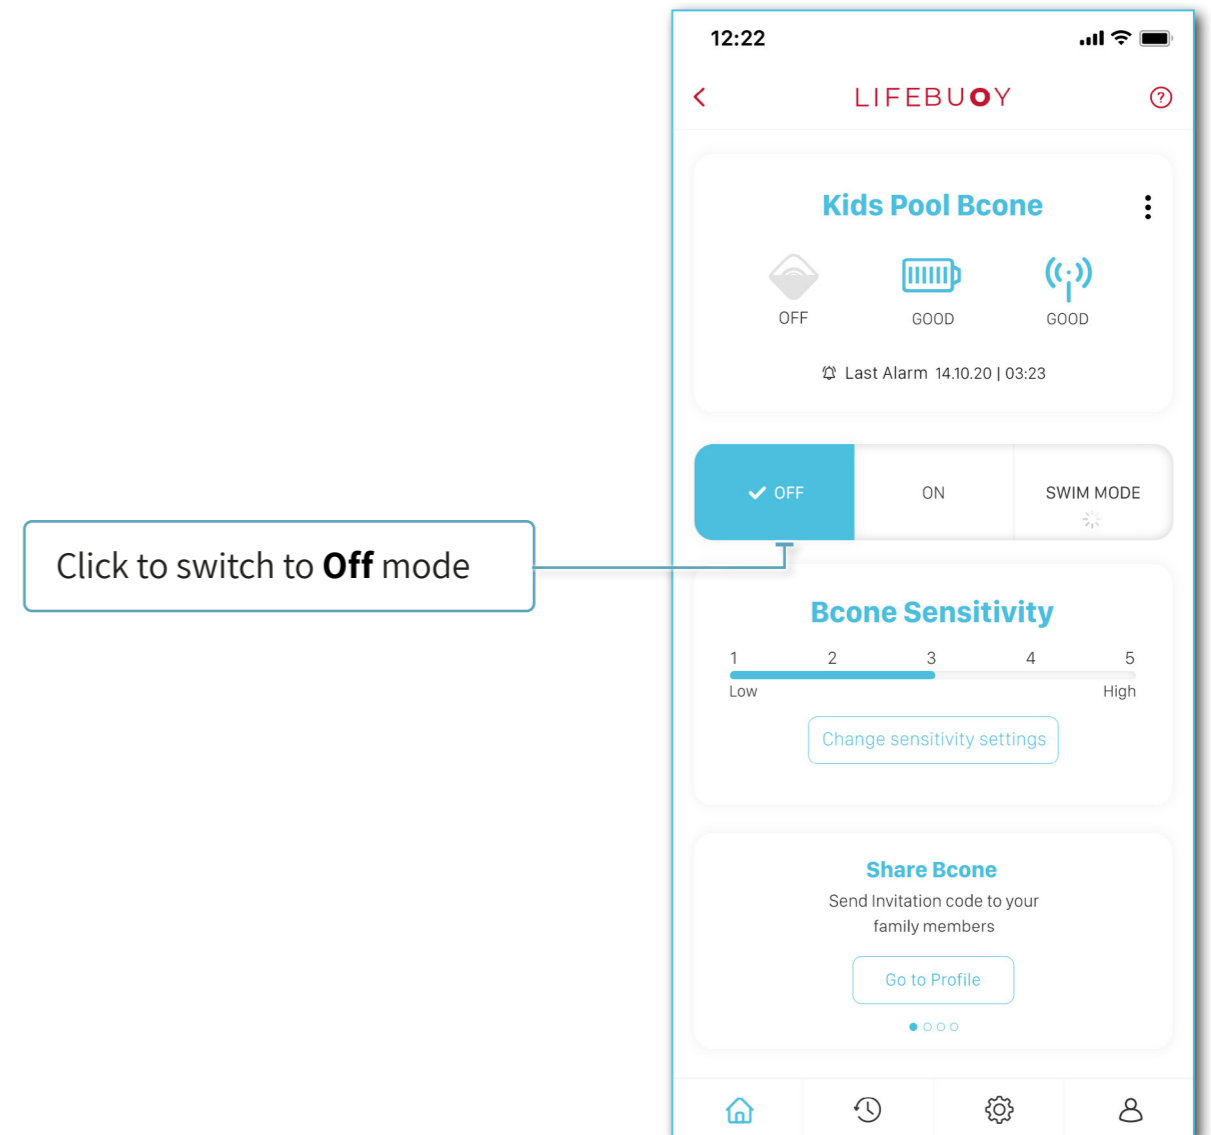 12:22
LIFEBUOY
?
Kids Pool Bcone
OFF GOOD GOOD
Last Alarm 14.10.20 | 03:23
OFF ON SWIM MODE
Click to switch to Off mode
Bcone Sensitivity
1 2 3 4 5
Low High
Change sensitivity settings
Share Bcone
Send Invitation code to your
family members
Go to Profile